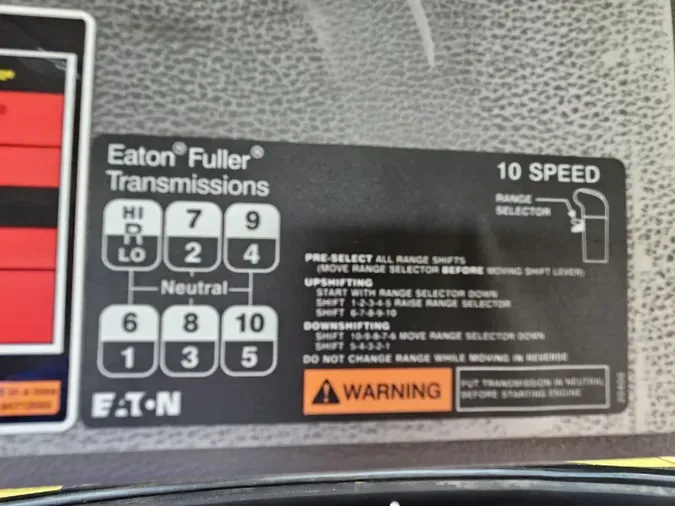 Eaton® Fuller®
Transmissions
10 SPEED
RANGE
SELECTOR
HI 7 9
R
LO 2 4
Neutral
6 8 10
1 3 5
PRE-SELECT ALL RANGE SHIFTS
(MOVE RANGE SELECTOR BEFORE MOVING SHIFT LEVER)
UPSHIFTING
START WITH RANGE SELECTOR DOWN
SHIFT 1-2-3-4-5 RAISE RANGE SELECTOR
SHIFT 6-7-8-9-10
DOWNSHIFTING
SHIFT 10-9-8-7-6 MOVE RANGE SELECTOR DOWN
SHIFT 5-4-3-2-1
DO NOT CHANGE RANGE WHILE MOVING IN REVERSE
WARNING
PUT TRANSMISSION IN NEUTRAL
BEFORE STARTING ENGINE
EATON